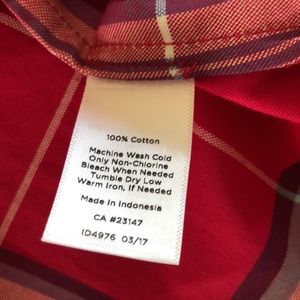 100% Cotton
Machine Wash Cold
Only Non-Chlorine
Bleach When Needed
Tumble Dry Low
Warm Iron, If Needed
Made In Indonesia
CA #23147
ID4976 03/17